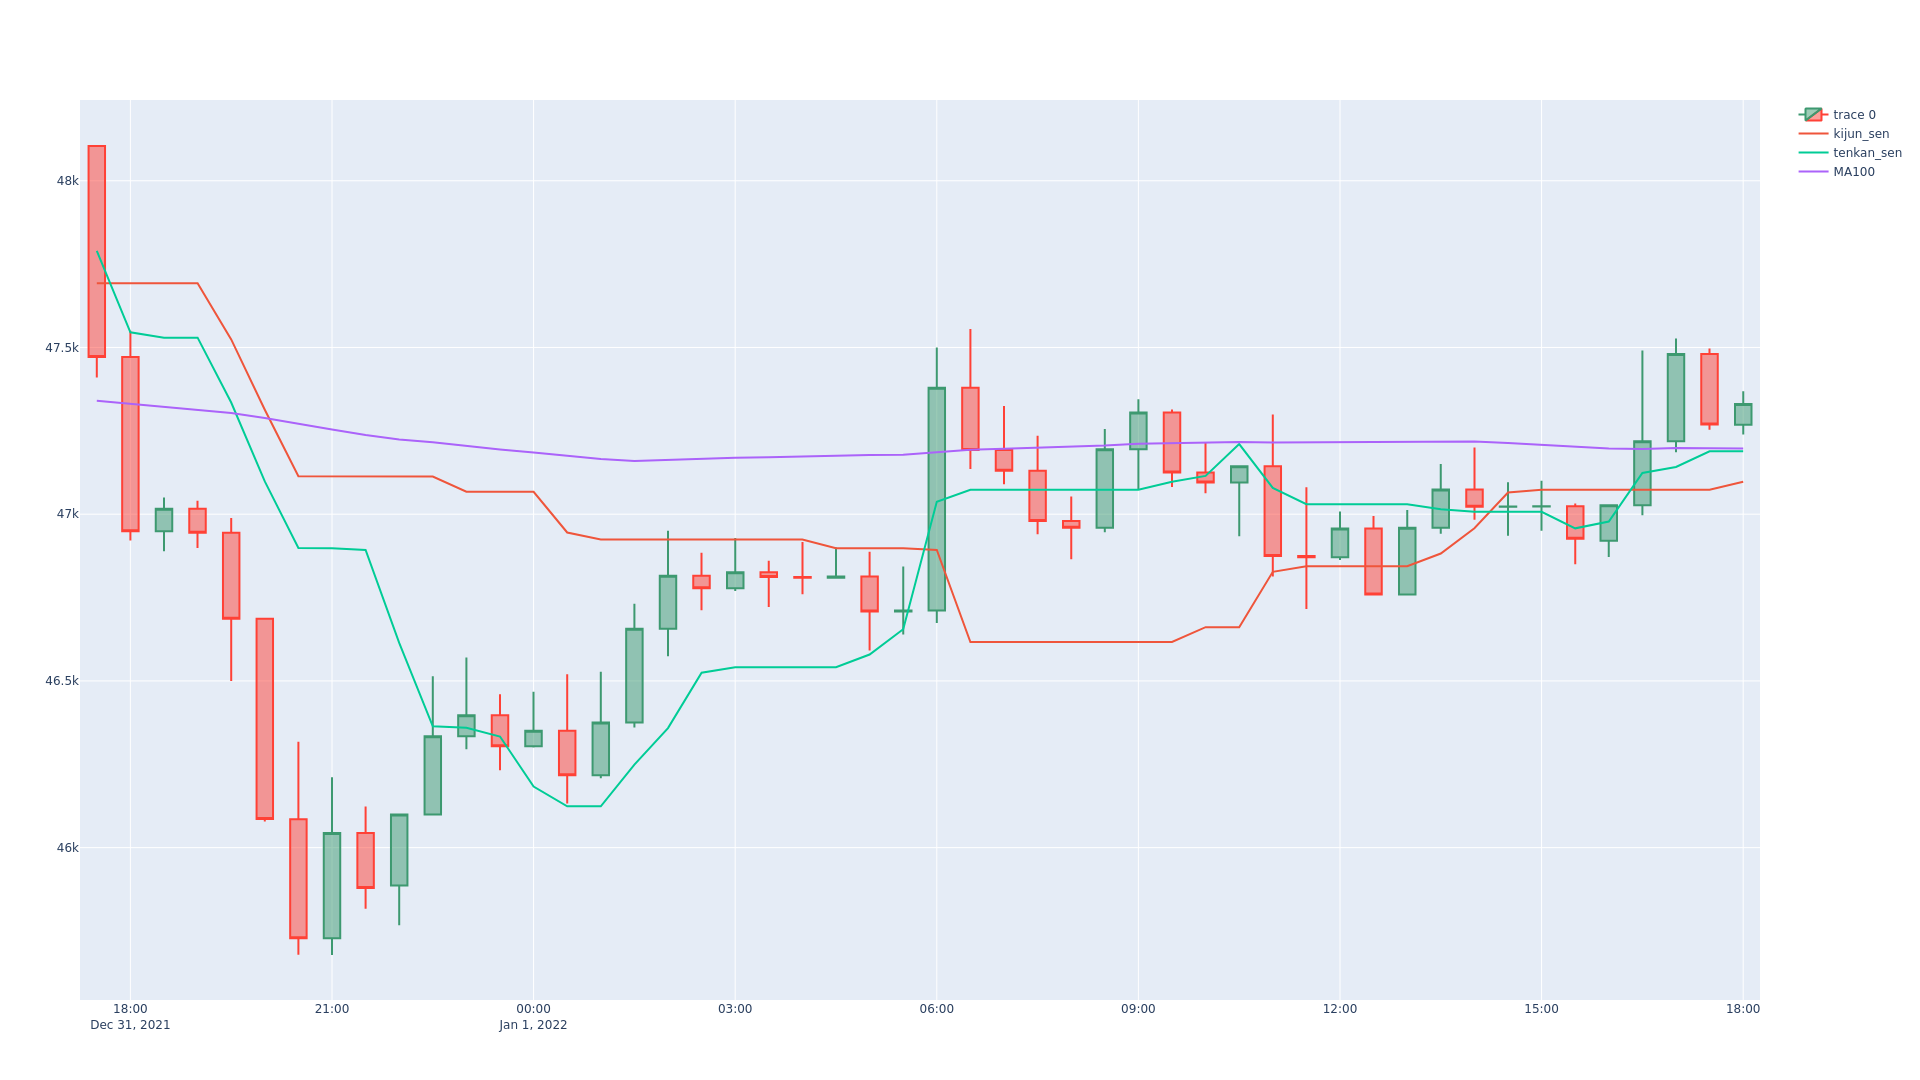 48k
47.5k
47k
46.5k
46k
18:00
Dec 31, 2021
21:00
00:00
Jan 1, 2022
03:00
06:00
09:00
12:00
15:00
18:00
trace 0
kijun_sen
tenkan_sen
MA100